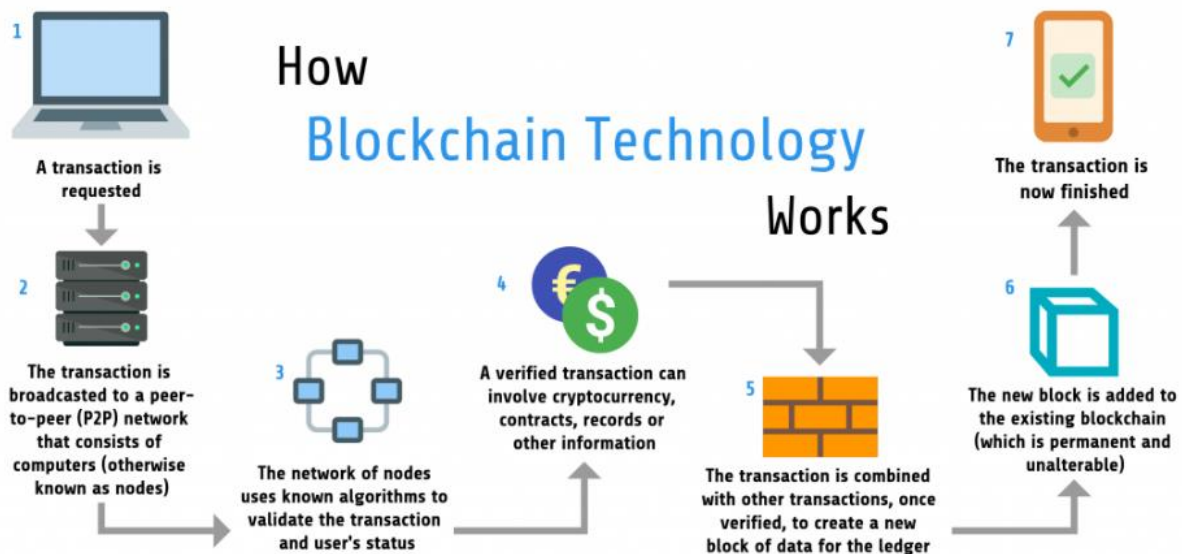 How
Blockchain Technology
Works
1
A transaction is
requested
2
The transaction is
broadcasted to a peer-
to-peer (P2P) network
that consists of
computers (otherwise
known as nodes)
3
The network of nodes
uses known algorithms to
validate the transaction
and user's status
4
€
$
A verified transaction can
involve cryptocurrency,
contracts, records or
other information
5
The transaction is combined
with other transactions, once
verified, to create a new
block of data for the ledger
6
The new block is added to
the existing blockchain
(which is permanent and
unalterable)
7
The transaction is
now finished